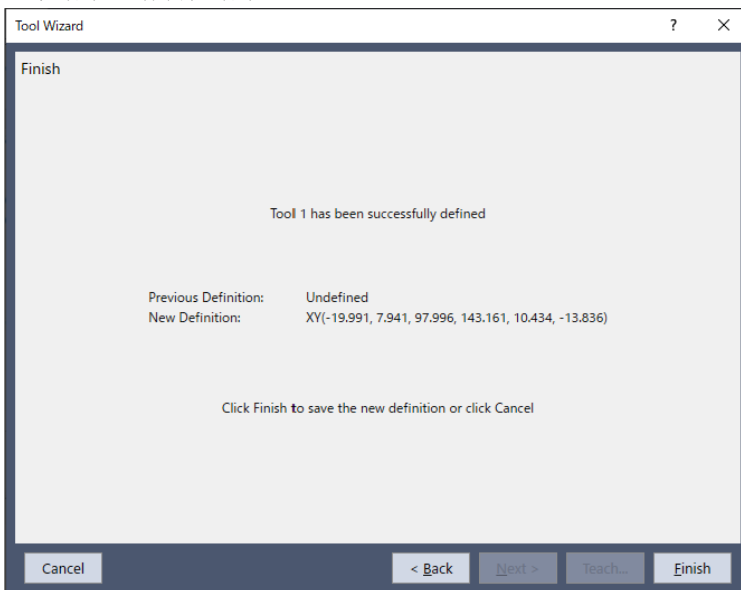 Tool Wizard
?
Finish
Tool 1 has been successfully defined
Previous Definition: Undefined
New Definition: XY(-19.991, 7.941, 97.996, 143.161, 10.434, -13.836)
Click Finish to save the new definition or click Cancel
Cancel < Back Next > Teach... Finish